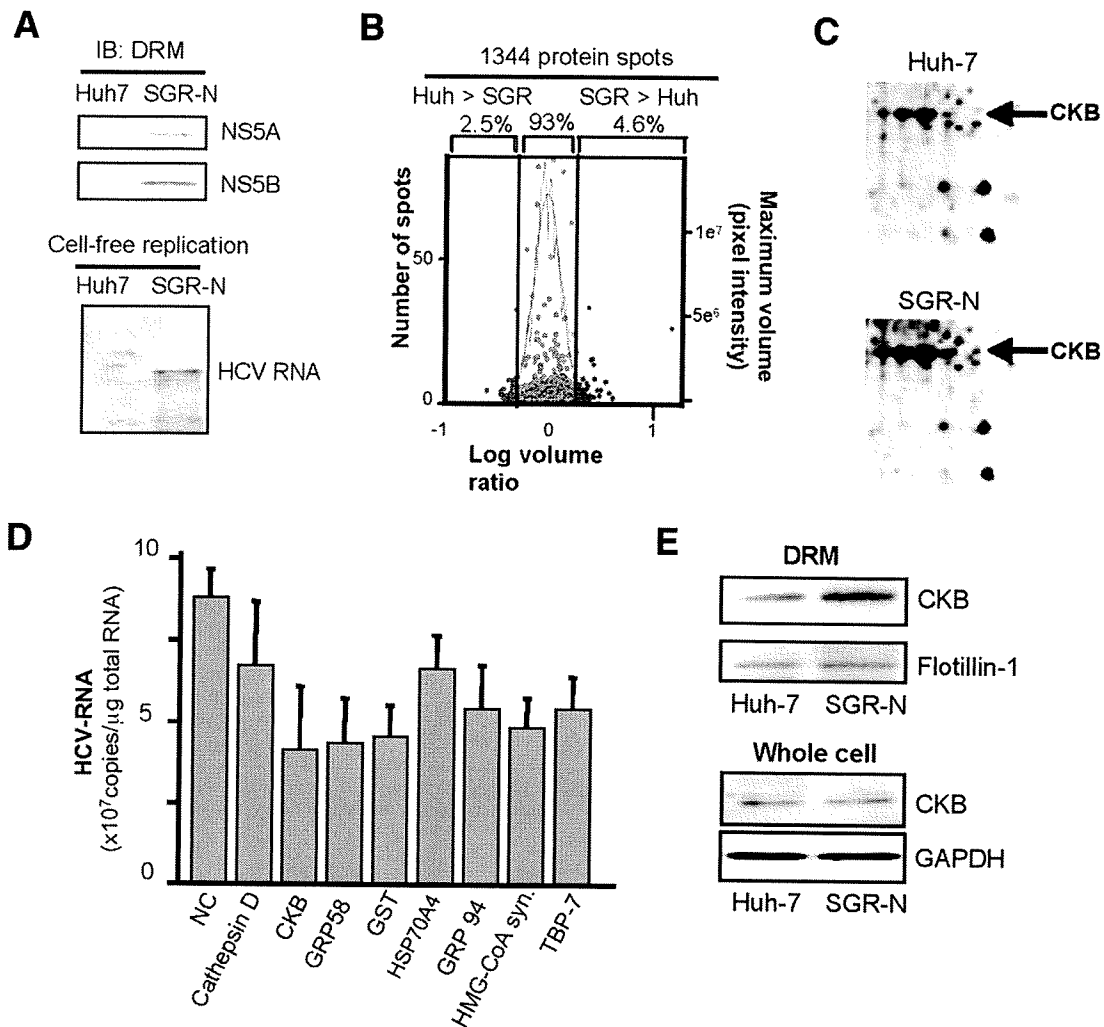 A
IB: DRM
Huh7 SGR-N
NS5A
NS5B
Cell-free replication
Huh7 SGR-N
HCV RNA
B
1344 protein spots
Huh > SGR SGR > Huh
2.5% 93% 4.6%
Number of spots
50
0
Maximum volume
(pixel intensity)
1e⁷
5e⁶
-1 0 1
Log volume
ratio
C
Huh-7
CKB
SGR-N
CKB
D
HCV-RNA
(x10⁷copies/µg total RNA)
10
5
0
NC
Cathepsin D
CKB
GRP58
GST
HSP70A4
GRP 94
HMG-CoA syn.
TBP-7
E
DRM
CKB
Flotillin-1
Huh-7 SGR-N
Whole cell
CKB
GAPDH
Huh-7 SGR-N